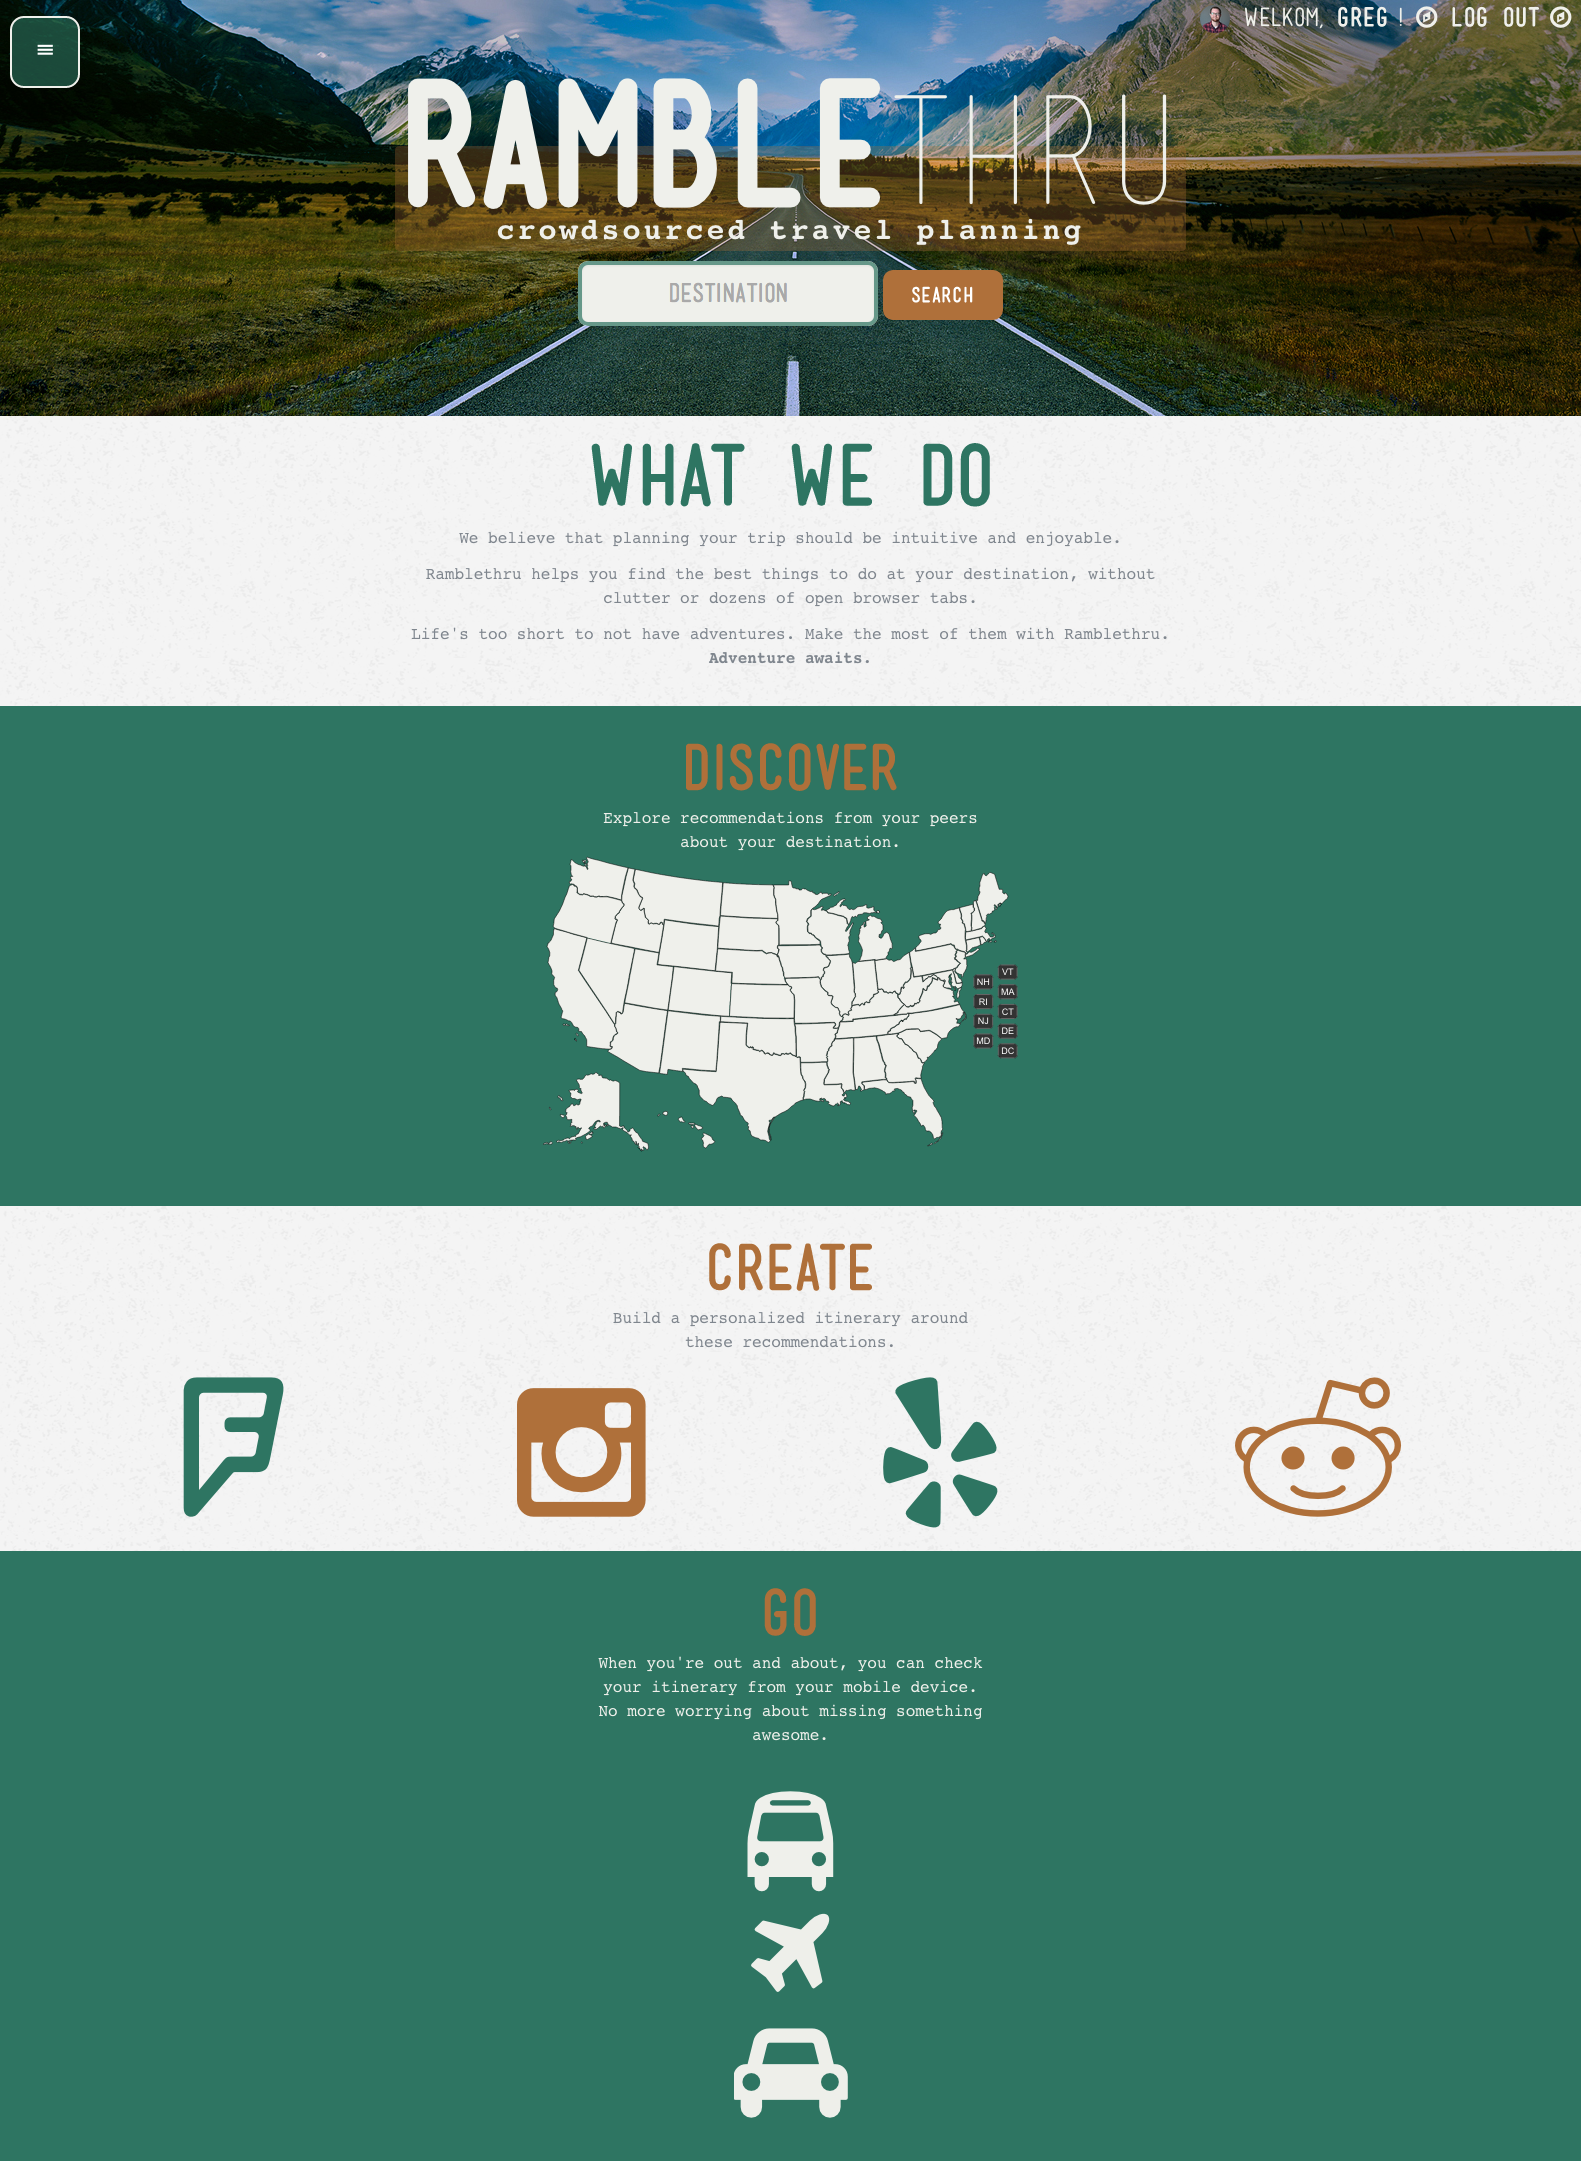 WELKOM, GREG ! LOG OUT
RAMBLETHRU
crowdsourced travel planning
DESTINATION
SEARCH
WHAT WE DO
We believe that planning your trip should be intuitive and enjoyable.
Ramblethru helps you find the best things to do at your destination, without
clutter or dozens of open browser tabs.
Life's too short to not have adventures. Make the most of them with Ramblethru.
Adventure awaits.
DISCOVER
Explore recommendations from your peers
about your destination.
VT
NH
MA
RI
CT
NJ
DE
MD
DC
CREATE
Build a personalized itinerary around
these recommendations.
GO
When you're out and about, you can check
your itinerary from your mobile device.
No more worrying about missing something
awesome.